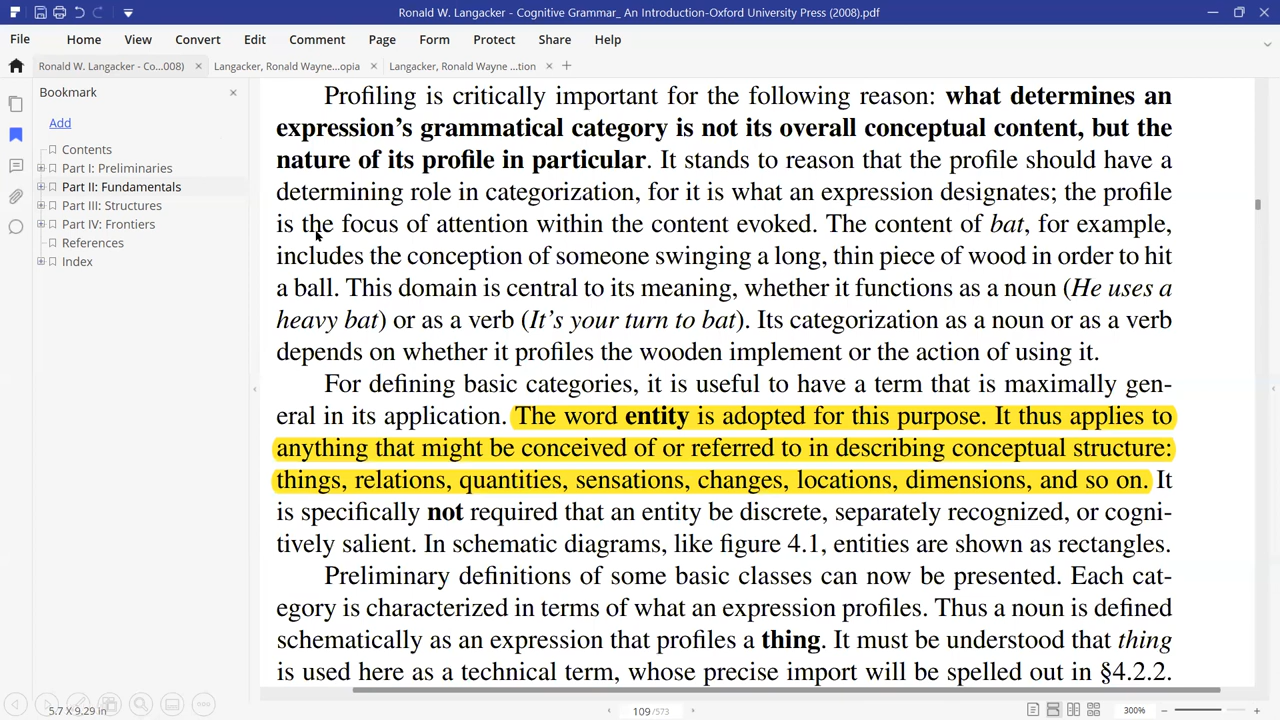 Ronald W. Langacker - Cognitive Grammar_ An Introduction-Oxford University Press (2008).pdf
File Home View Convert Edit Comment Page Form Protect Share Help
Ronald W. Langacker - Co...008) × Langacker, Ronald Wayne...opia × Langacker, Ronald Wayne ...tion × +
Bookmark ×
Add
Contents
Part I: Preliminaries
Part II: Fundamentals
Part III: Structures
Part IV: Frontiers
References
Index
Profiling is critically important for the following reason: what determines an
expression’s grammatical category is not its overall conceptual content, but the
nature of its profile in particular. It stands to reason that the profile should have a
determining role in categorization, for it is what an expression designates; the profile
is the focus of attention within the content evoked. The content of bat, for example,
includes the conception of someone swinging a long, thin piece of wood in order to hit
a ball. This domain is central to its meaning, whether it functions as a noun (He uses a
heavy bat) or as a verb (It’s your turn to bat). Its categorization as a noun or as a verb
depends on whether it profiles the wooden implement or the action of using it.
For defining basic categories, it is useful to have a term that is maximally gen-
eral in its application. The word entity is adopted for this purpose. It thus applies to
anything that might be conceived of or referred to in describing conceptual structure:
things, relations, quantities, sensations, changes, locations, dimensions, and so on. It
is specifically not required that an entity be discrete, separately recognized, or cogni-
tively salient. In schematic diagrams, like figure 4.1, entities are shown as rectangles.
Preliminary definitions of some basic classes can now be presented. Each cat-
egory is characterized in terms of what an expression profiles. Thus a noun is defined
schematically as an expression that profiles a thing. It must be understood that thing
is used here as a technical term, whose precise import will be spelled out in §4.2.2.
5.7 X 9.29 in
109 /573
300%